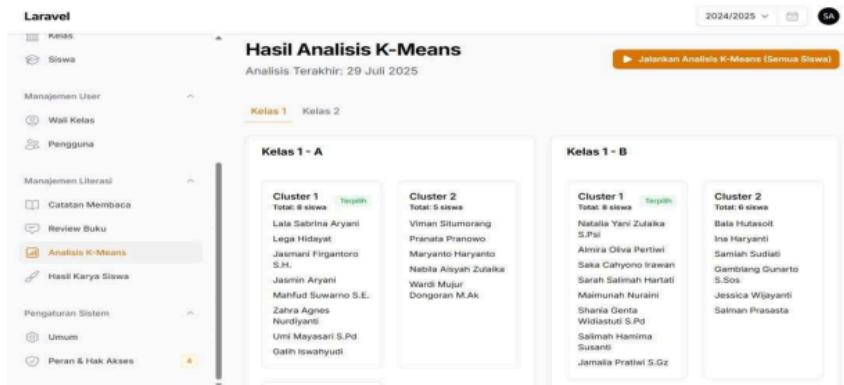 Laravel
2024/2025
SA
Kelas
Siswa
Manajemen User
Wali Kelas
Pengguna
Manajemen Literasi
Catatan Membaca
Review Buku
Analisis K-Means
Hasil Karya Siswa
Pengaturan Sistem
Umum
Peran & Hak Akses
4
Hasil Analisis K-Means
Analisis Terakhir: 29 Juli 2025
Jalankan Analisis K-Means (Semua Siswa)
Kelas 1
Kelas 2
Kelas 1 - A
Cluster 1
Terpilih
Total: 8 siswa
Lala Sabrina Aryani
Lega Hidayat
Jasmani Firgantoro
S.H.
Jasmin Aryani
Mahfud Suwarno S.E.
Zahra Agnes
Nurdiyanti
Umi Mayasari S.Pd
Galih Iswahyudi
Cluster 2
Total: 5 siswa
Viman Situmorang
Pranata Pranowo
Maryanto Haryanto
Nabila Aisyah Zulaika
Wardi Mujur
Dongoran M.Ak
Kelas 1 - B
Cluster 1
Terpilih
Total: 8 siswa
Natalia Yani Zulaika
S.Psi
Almira Oliva Pertiwi
Saka Cahyono Irawan
Sarah Salimah Hartati
Maimunah Nuraini
Shania Genta
Widiastuti S.Pd
Salimah Hamima
Susanti
Jamalia Pratiwi S.Gz
Cluster 2
Total: 6 siswa
Bala Hutasoit
Ina Haryanti
Samiah Sudiati
Gamblang Gunarto
S.Sos
Jessica Wijayanti
Salman Prasasta